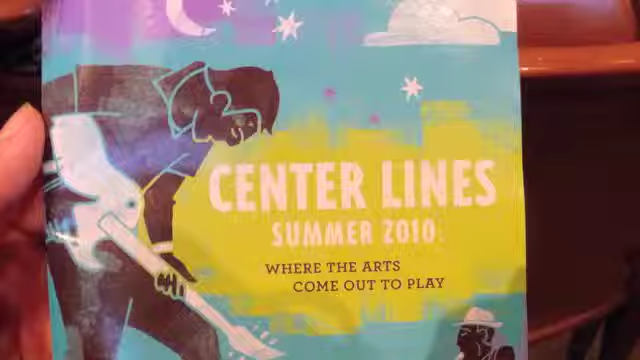 CENTER LINES
SUMMER 2010
WHERE THE ARTS
COME OUT TO PLAY